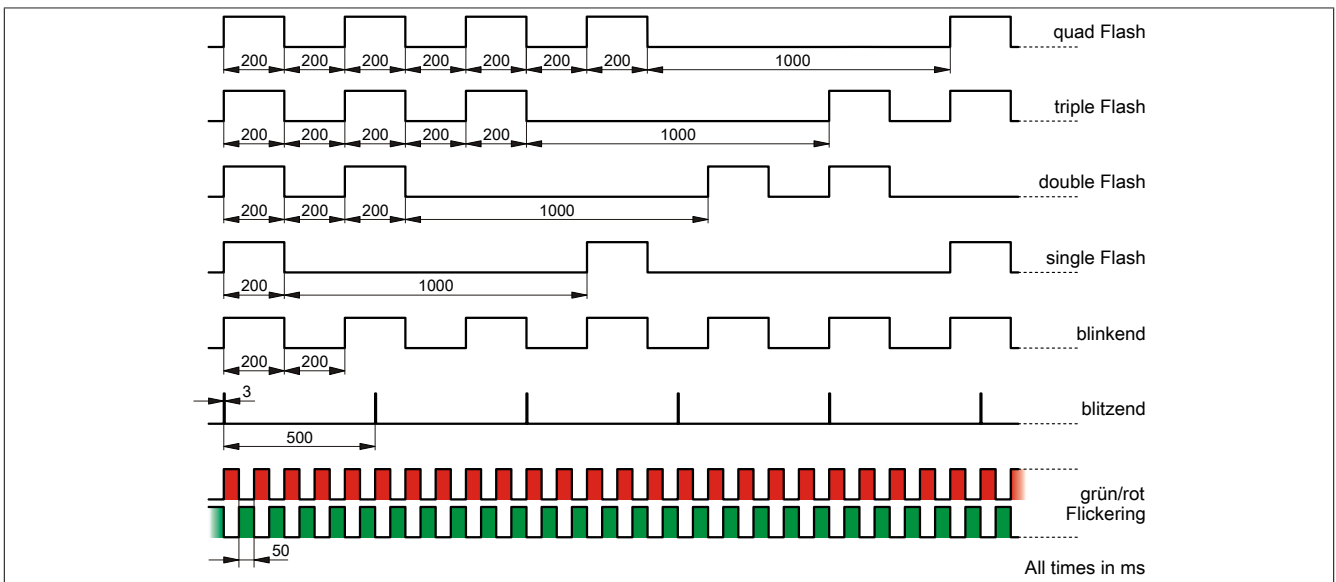 quad Flash
200 200 200 200 200 200 200 1000
triple Flash
200 200 200 200 200 1000
double Flash
200 200 200 1000
single Flash
200 1000
blinkend
200 200
3
blitzend
500
grün/rot
Flickering
50
All times in ms